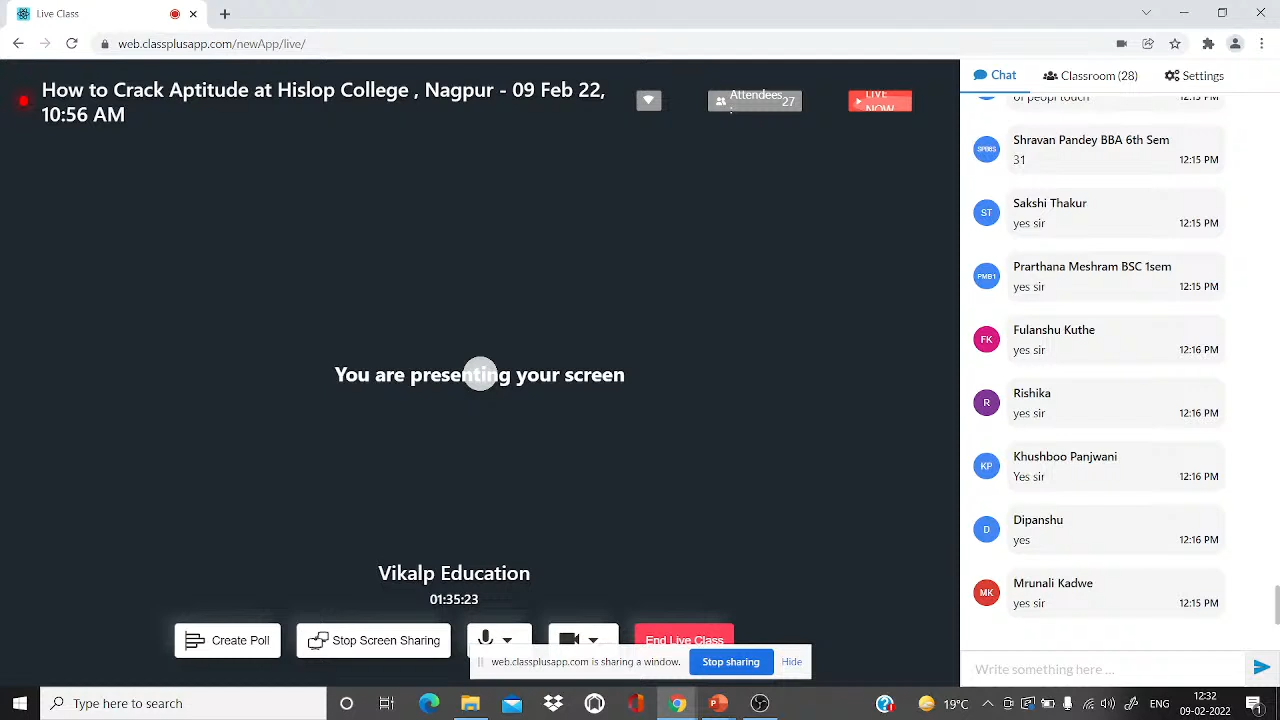 Live Class
web.classplusapp.com/newApp/live/
How to Crack Aptitude at Hislop College , Nagpur - 09 Feb 22,
10:56 AM
Attendees :
27
LIVE NOW
Chat
Classroom (28)
Settings
12:15 PM
SPB6S
Shravan Pandey BBA 6th Sem
31
12:15 PM
ST
Sakshi Thakur
yes sir
12:15 PM
PMB1
Prarthana Meshram BSC 1sem
yes sir
12:15 PM
FK
Fulanshu Kuthe
yes sir
12:16 PM
R
Rishika
yes sir
12:16 PM
KP
Khushboo Panjwani
Yes sir
12:16 PM
D
Dipanshu
yes
12:16 PM
MK
Mrunali Kadwe
yes sir
12:15 PM
Write something here ...
You are presenting your screen
Vikalp Education
01:35:23
Create Poll
Stop Screen Sharing
End Live Class
web.classplusapp.com is sharing a window.
Stop sharing
Hide
Type here to search
19°C
ENG
12:32
09-02-2022